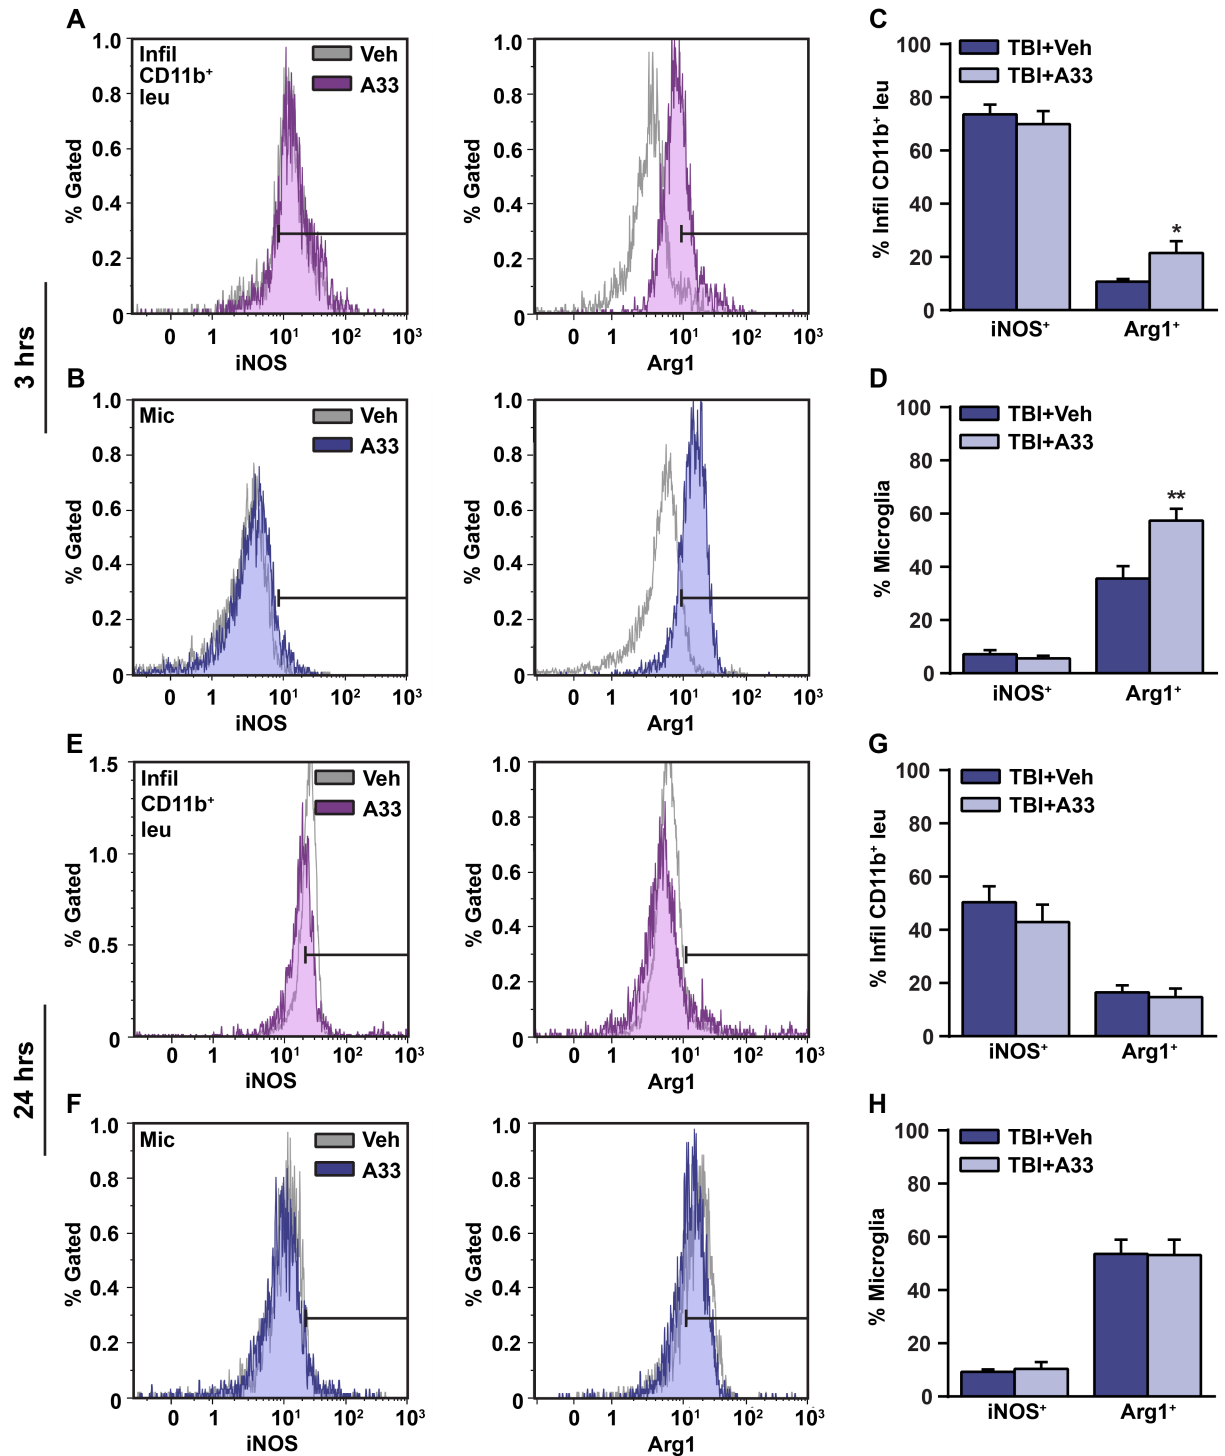 3 hrs
A
Infil
CD11b⁺
leu
Veh
A33
% Gated
1.0
0.8
0.6
0.4
0.2
0
0 1 10¹ 10² 10³
iNOS
% Gated
1.0
0.8
0.6
0.4
0.2
0
0 1 10¹ 10² 10³
Arg1
C
TBI+Veh
TBI+A33
% Infil CD11b⁺ leu
100
80
60
40
20
0
*
iNOS⁺ Arg1⁺
B
Mic
Veh
A33
% Gated
1.0
0.8
0.6
0.4
0.2
0
0 1 10¹ 10² 10³
iNOS
% Gated
1.0
0.8
0.6
0.4
0.2
0
0 1 10¹ 10² 10³
Arg1
D
TBI+Veh
TBI+A33
% Microglia
100
80
60
40
20
0
**
iNOS⁺ Arg1⁺
24 hrs
E
Infil
CD11b⁺
leu
Veh
A33
% Gated
1.5
1.0
0.5
0
0 1 10¹ 10² 10³
iNOS
% Gated
1.0
0.8
0.6
0.4
0.2
0
0 1 10¹ 10² 10³
Arg1
G
TBI+Veh
TBI+A33
% Infil CD11b⁺ leu
100
80
60
40
20
0
iNOS⁺ Arg1⁺
F
Mic
Veh
A33
% Gated
1.0
0.8
0.6
0.4
0.2
0
0 1 10¹ 10² 10³
iNOS
% Gated
1.0
0.8
0.6
0.4
0.2
0
0 1 10¹ 10² 10³
Arg1
H
TBI+Veh
TBI+A33
% Microglia
100
80
60
40
20
0
iNOS⁺ Arg1⁺